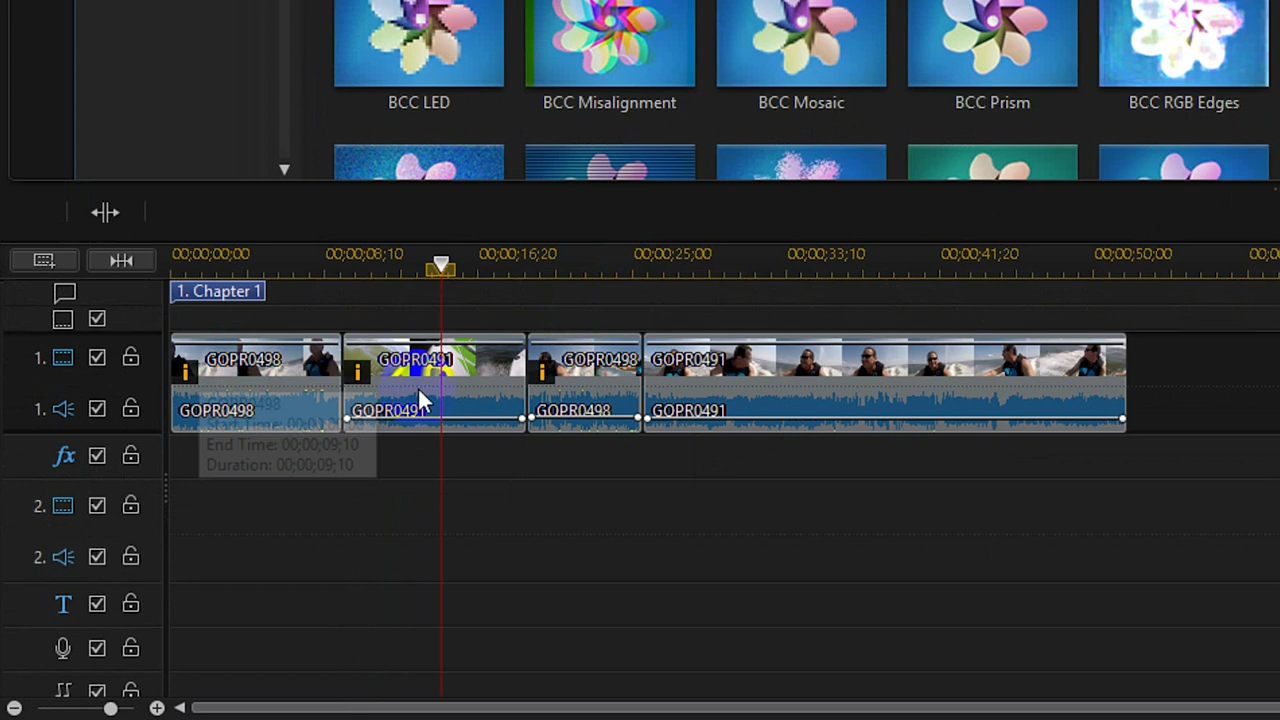 BCC LED BCC Misalignment BCC Mosaic BCC Prism BCC RGB Edges
00;00;00;00 00;00;08;10 00;00;16;20 00;00;25;00 00;00;33;10 00;00;41;20 00;00;50;00
1. Chapter 1
1. GOPR0498 GOPR0491 GOPR0498 GOPR0491
1. GOPR0498 GOPR0491 GOPR0498 GOPR0491
End Time: 00;00;09;10
Duration: 00;00;09;10
fx
2.
2.
T